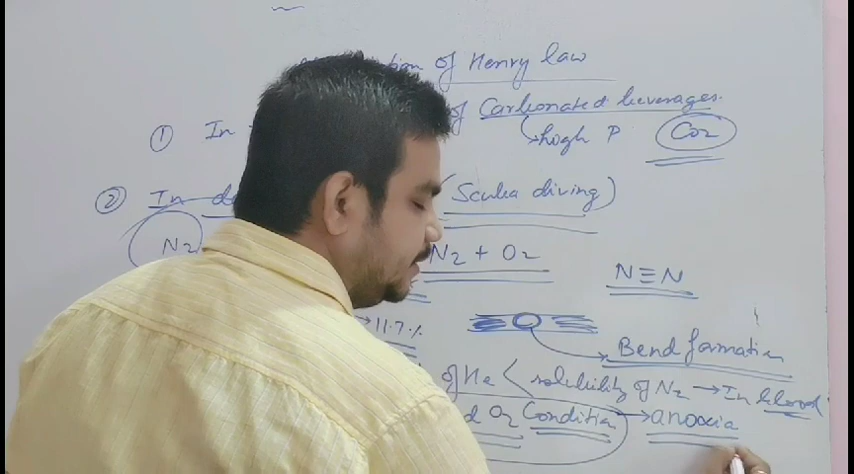 of Henry law
① In of Carbonated beverages.
high P CO2
② In d (Scuba diving)
N2 N2 + O2
N≡N
→ 11.7%
Bend formation
of He < solubility of N2 → In blood
d O2 Condition → anoxia